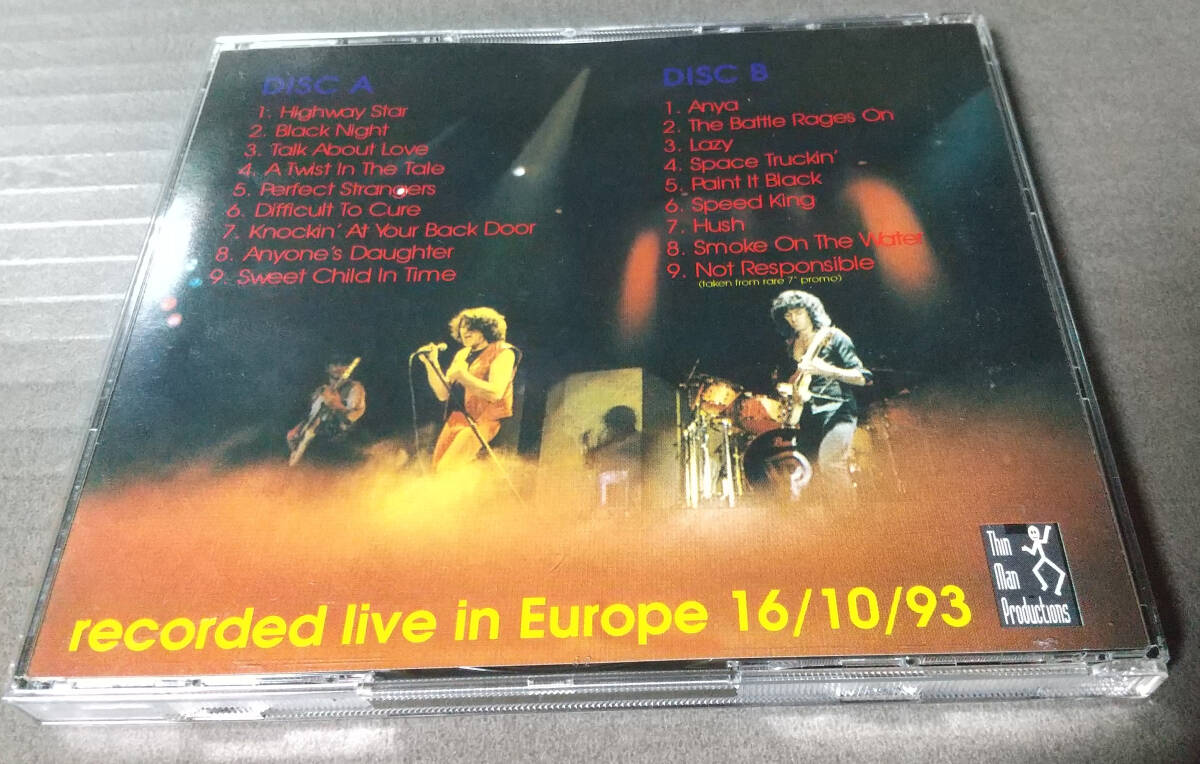 DISC A
1. Highway Star
2. Black Night
3. Talk About Love
4. A Twist In The Tale
5. Perfect Strangers
6. Difficult To Cure
7. Knockin' At Your Back Door
8. Anyone's Daughter
9. Sweet Child In Time
DISC B
1. Anya
2. The Battle Rages On
3. Lazy
4. Space Truckin'
5. Paint It Black
6. Speed King
7. Hush
8. Smoke On The Water
9. Not Responsible
(taken from rare 7" promo)
recorded live in Europe 16/10/93
Thin
Man
Productions